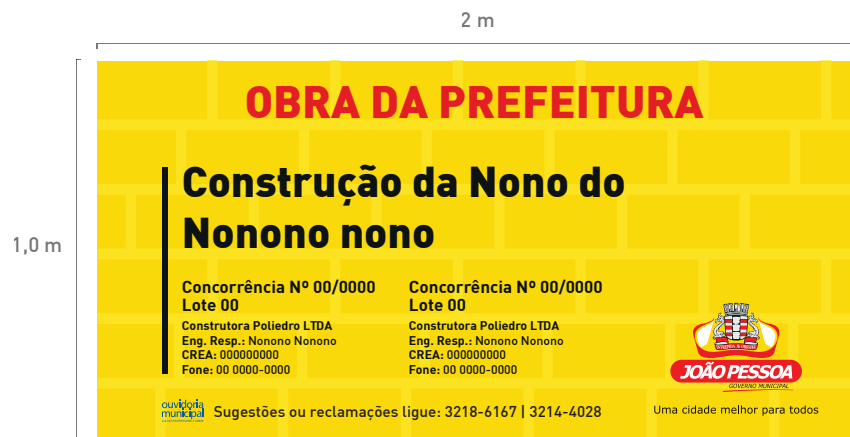 2 m
1,0 m
OBRA DA PREFEITURA
Construção da Nono do
Nonono nono
Concorrência Nº 00/0000
Lote 00
Construtora Poliedro LTDA
Eng. Resp.: Nonono Nonono
CREA: 000000000
Fone: 00 0000-0000
Concorrência Nº 00/0000
Lote 00
Construtora Poliedro LTDA
Eng. Resp.: Nonono Nonono
CREA: 000000000
Fone: 00 0000-0000
JOÃO PESSOA
GOVERNO MUNICIPAL
Uma cidade melhor para todos
ouvidoria
municipal
Sugestões ou reclamações ligue: 3218-6167 | 3214-4028